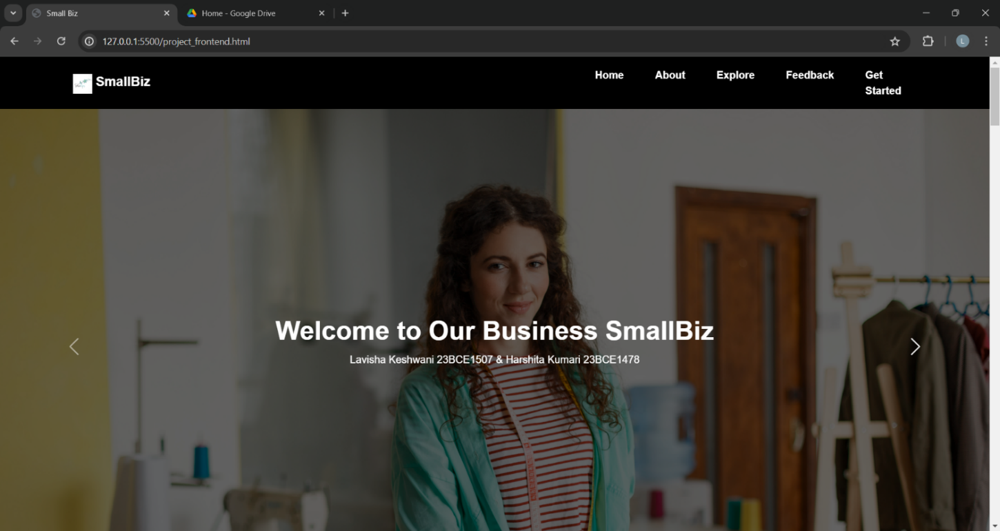 Small Biz
Home - Google Drive
127.0.0.1:5500/project_frontend.html
L
SmallBiz
Home
About
Explore
Feedback
Get
Started
Welcome to Our Business SmallBiz
Lavisha Keshwani 23BCE1507 & Harshita Kumari 23BCE1478